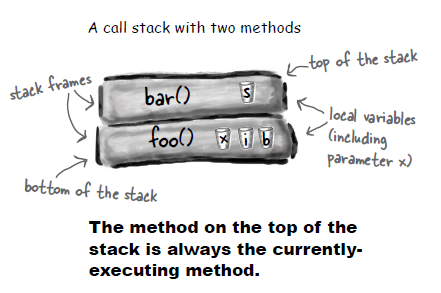 A call stack with two methods
top of the stack
stack frames
bar() s
local variables
(including
parameter x)
foo() x i b
bottom of the stack
The method on the top of the
stack is always the currently-
executing method.